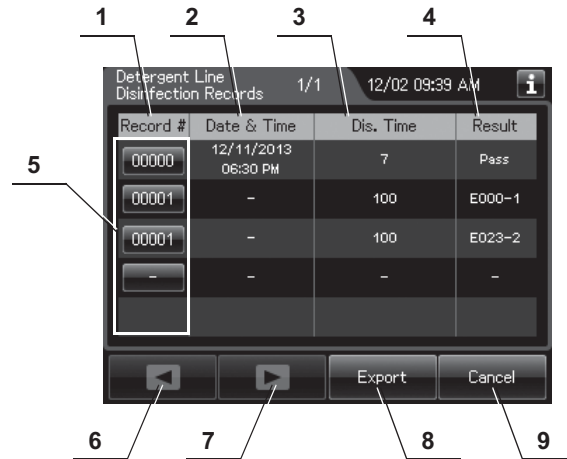 1 2 3 4
Detergent Line
Disinfection Records 1/1 12/02 09:39 AM i
Record # Date & Time Dis. Time Result
00000 12/11/2013 06:30 PM 7 Pass
5
00001 - 100 E000-1
00001 - 100 E023-2
- - - -
Export Cancel
6 7 8 9